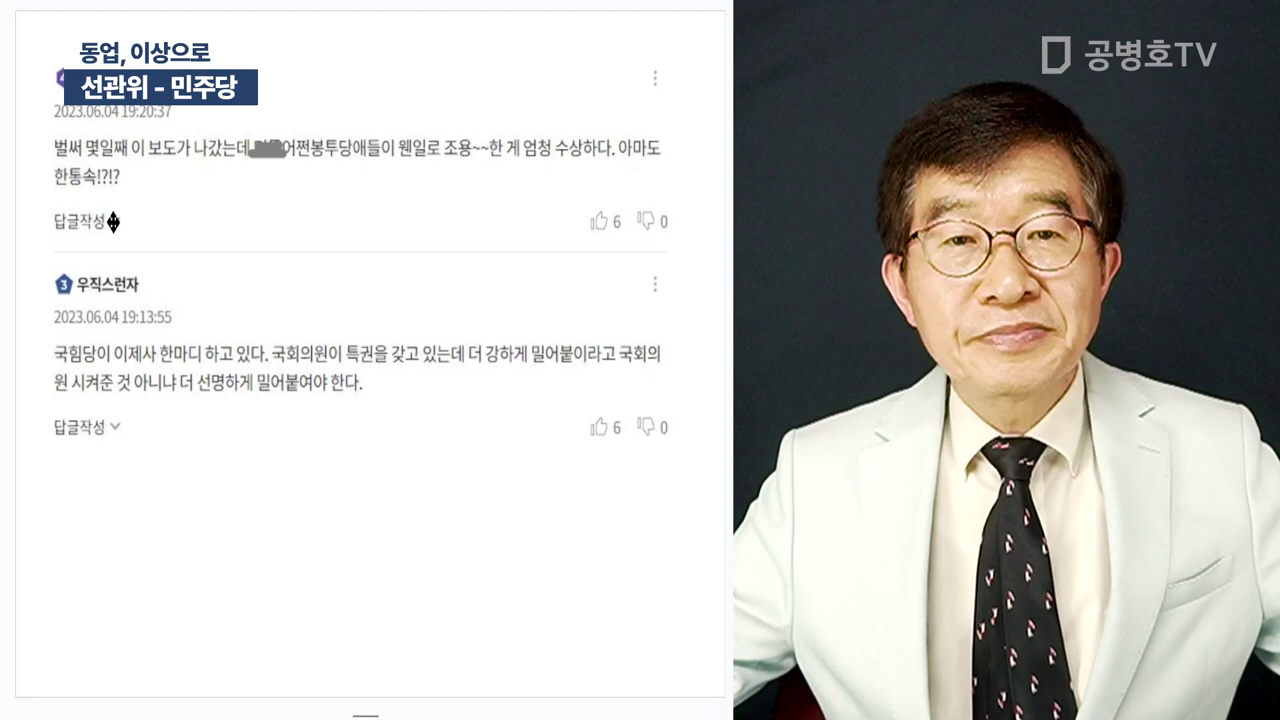 동업, 이상으로
선관위 - 민주당
공병호TV
2023.06.04 19:20:37
벌써 몇일째 이 보도가 나갔는데 어쩐봉투당애들이 웬일로 조용~~한 게 엄청 수상하다. 아마도
한통속!?!?
답글작성
6
0
3 우직스런자
2023.06.04 19:13:55
국힘당이 이제사 한마디 하고 있다. 국회의원이 특권을 갖고 있는데 더 강하게 밀어붙이라고 국회의
원 시켜준 것 아니냐 더 선명하게 밀어붙여야 한다.
답글작성
6
0